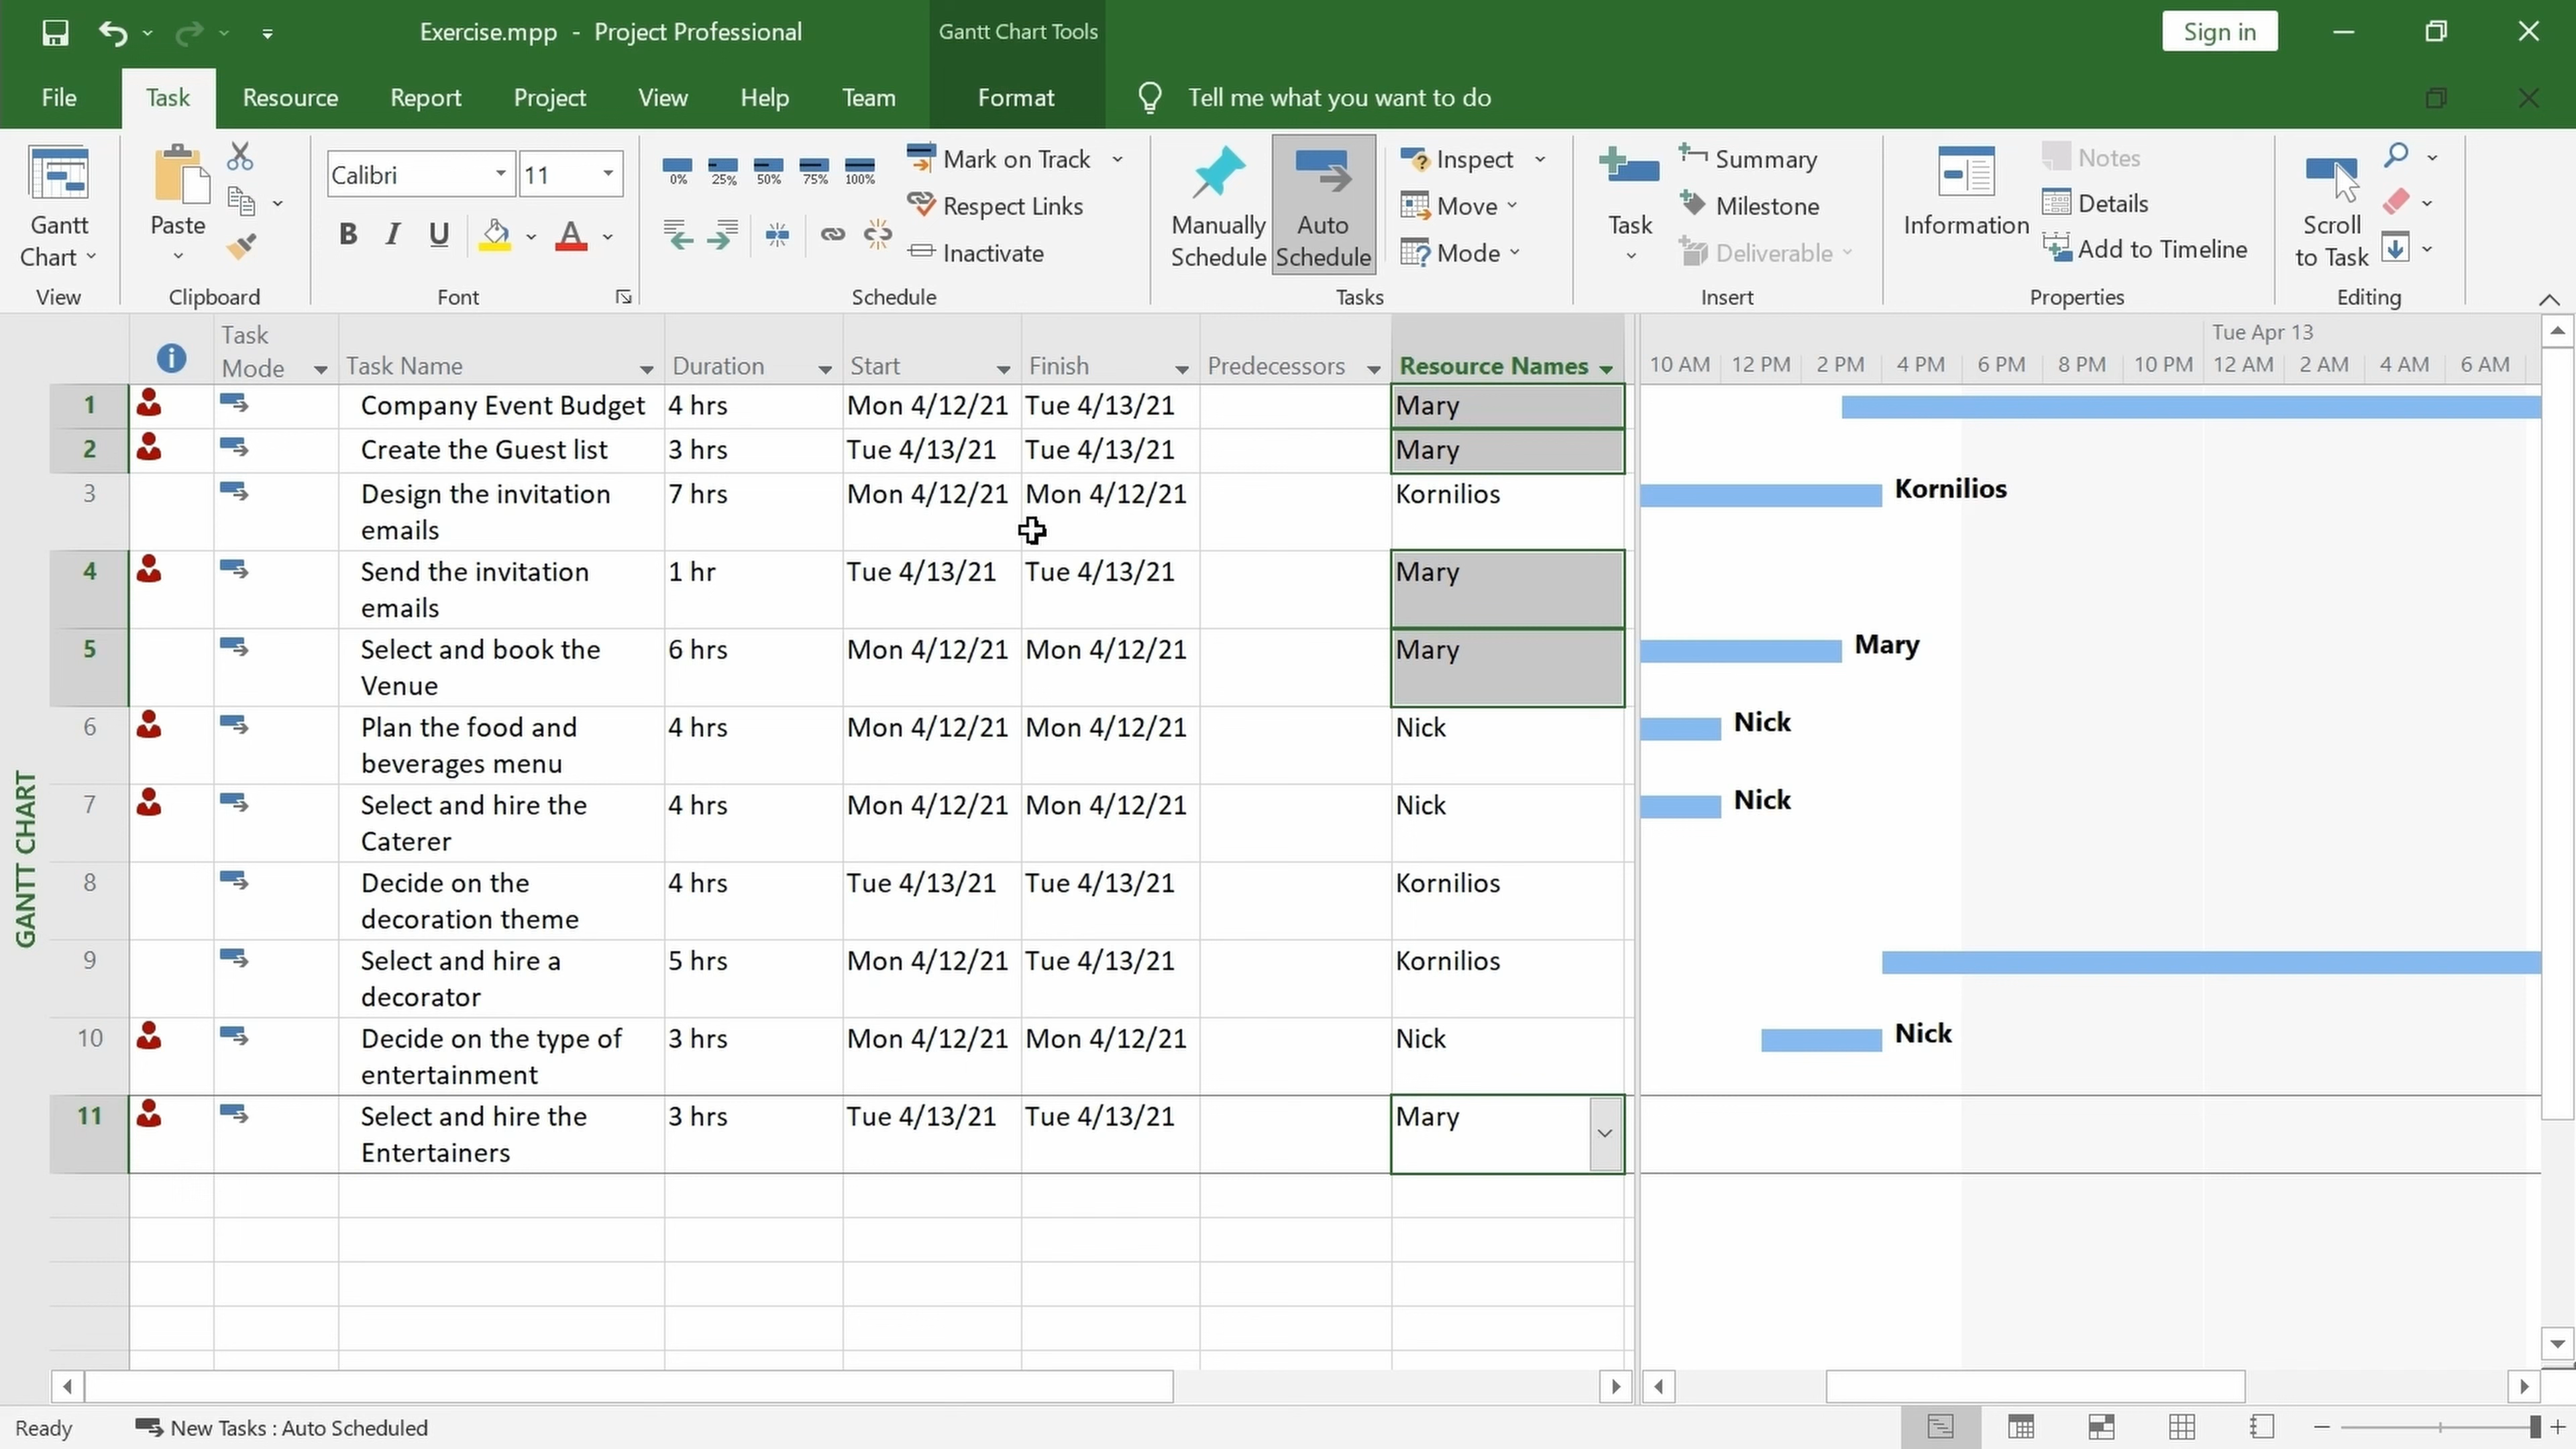 Exercise.mpp - Project Professional
Gantt Chart Tools
Sign in
File
Task
Resource
Report
Project
View
Help
Team
Format
Tell me what you want to do
Gantt
Chart
View
Paste
Clipboard
Calibri
11
B I U
A
Font
0% 25% 50% 75% 100%
Mark on Track
Respect Links
Inactivate
Schedule
Manually
Schedule
Auto
Schedule
Inspect
Move
Mode
Tasks
Task
Summary
Milestone
Deliverable
Insert
Information
Notes
Details
Add to Timeline
Properties
Scroll
to Task
Editing
GANTT CHART
Task
Mode
Task Name
Duration
Start
Finish
Predecessors
Resource Names
Tue Apr 13
10 AM 12 PM 2 PM 4 PM 6 PM 8 PM 10 PM 12 AM 2 AM 4 AM 6 AM
1 Company Event Budget 4 hrs Mon 4/12/21 Tue 4/13/21 Mary
2 Create the Guest list 3 hrs Tue 4/13/21 Tue 4/13/21 Mary
3 Design the invitation 7 hrs Mon 4/12/21 Mon 4/12/21 Kornilios Kornilios
emails
4 Send the invitation 1 hr Tue 4/13/21 Tue 4/13/21 Mary
emails
5 Select and book the 6 hrs Mon 4/12/21 Mon 4/12/21 Mary Mary
Venue
6 Plan the food and 4 hrs Mon 4/12/21 Mon 4/12/21 Nick Nick
beverages menu
7 Select and hire the 4 hrs Mon 4/12/21 Mon 4/12/21 Nick Nick
Caterer
8 Decide on the 4 hrs Tue 4/13/21 Tue 4/13/21 Kornilios
decoration theme
9 Select and hire a 5 hrs Mon 4/12/21 Tue 4/13/21 Kornilios
decorator
10 Decide on the type of 3 hrs Mon 4/12/21 Mon 4/12/21 Nick Nick
entertainment
11 Select and hire the 3 hrs Tue 4/13/21 Tue 4/13/21 Mary
Entertainers
Ready
New Tasks : Auto Scheduled